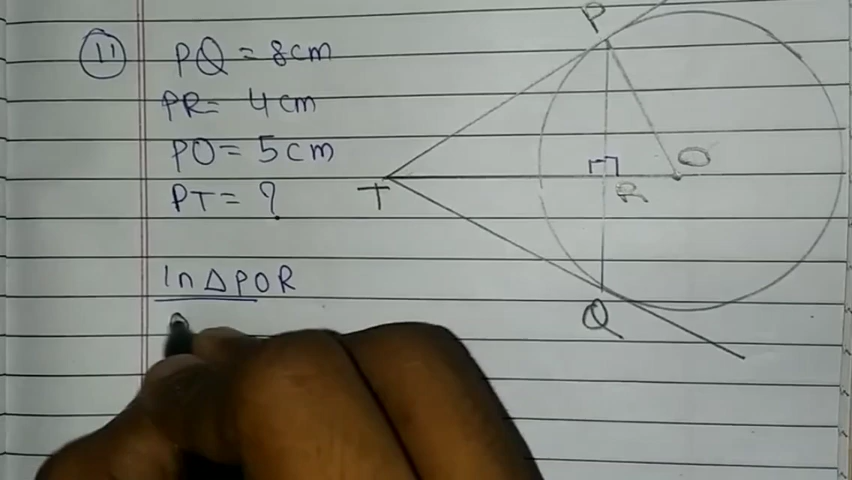 11 PQ = 8cm
PR = 4cm
PO = 5cm
PT = ?
In △POR
P
O
T
R
Q